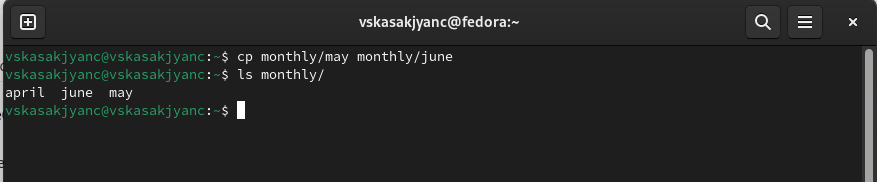 vskasakjyanc@fedora:~
vskasakjyanc@vskasakjyanc:~$ cp monthly/may monthly/june
vskasakjyanc@vskasakjyanc:~$ ls monthly/
april  june  may
vskasakjyanc@vskasakjyanc:~$